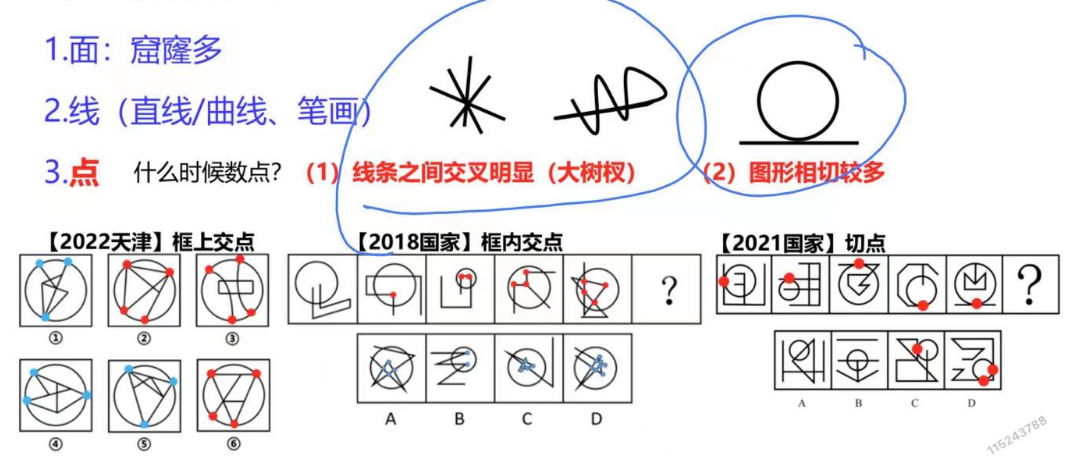 1.面：窟窿多
2.线（直线/曲线、笔画）
3.点 什么时候数点？（1）线条之间交叉明显（大树杈）（2）图形相切较多
【2022天津】框上交点 【2018国家】框内交点 【2021国家】切点
① ② ③
? ?
④ ⑤ ⑥
A B C D
A B C D
115243788